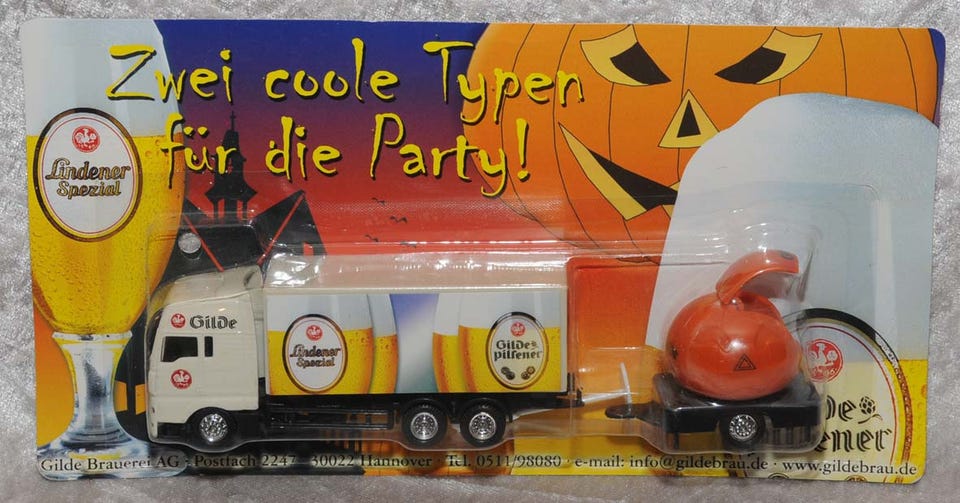 Zwei coole Typen
für die Party!
Lindener
Spezial
Gilde
Lindener
Spezial
Gilde
pilsener
Gilde Brauerei AG · Postfach 2247 · 30022 Hannover · Tel. 0511/98080 · e-mail: info@gildebrau.de · www.gildebrau.de